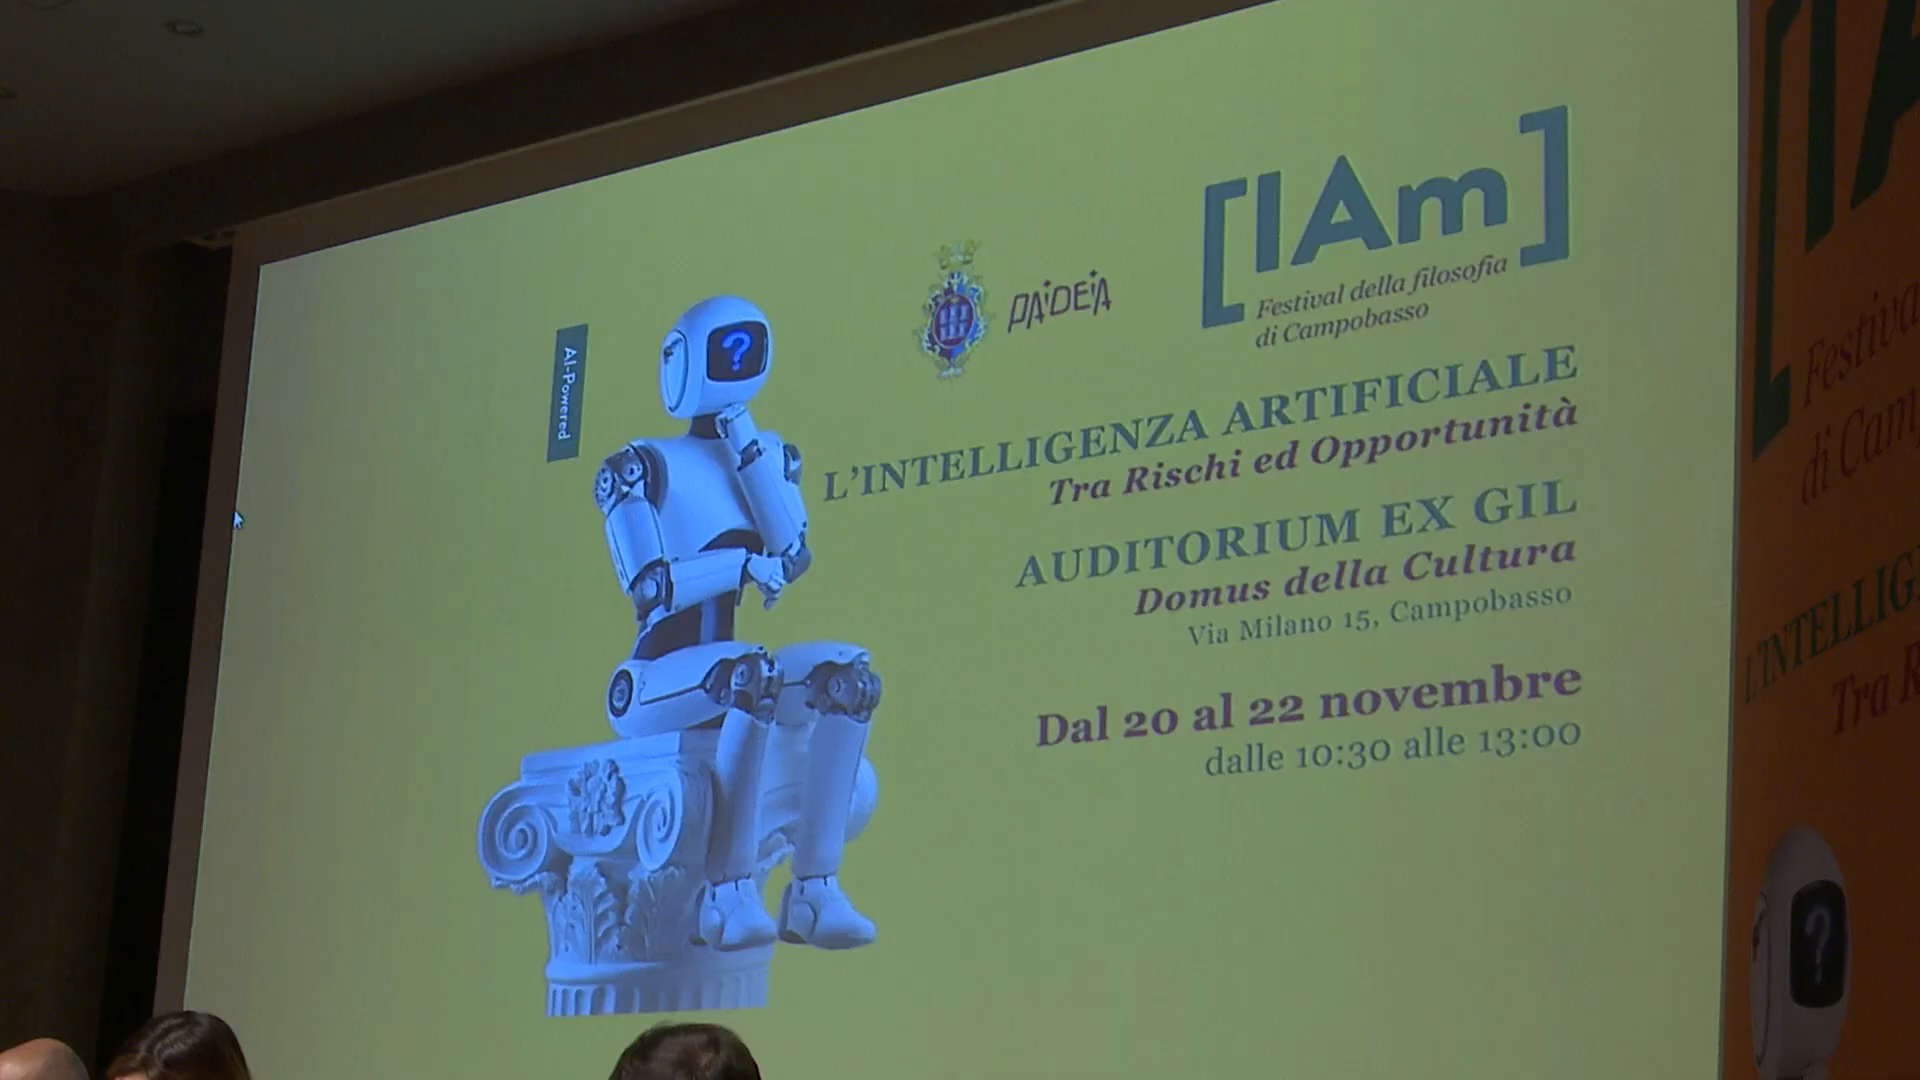 AI-Powered
?
PAiDEiA
[IAm]
Festival della filosofia
di Campobasso
L'INTELLIGENZA ARTIFICIALE
Tra Rischi ed Opportunità
AUDITORIUM EX GIL
Domus della Cultura
Via Milano 15, Campobasso
Dal 20 al 22 novembre
dalle 10:30 alle 13:00
[IA
Festiva
di Cam
L'INTELLIG
Tra R
?